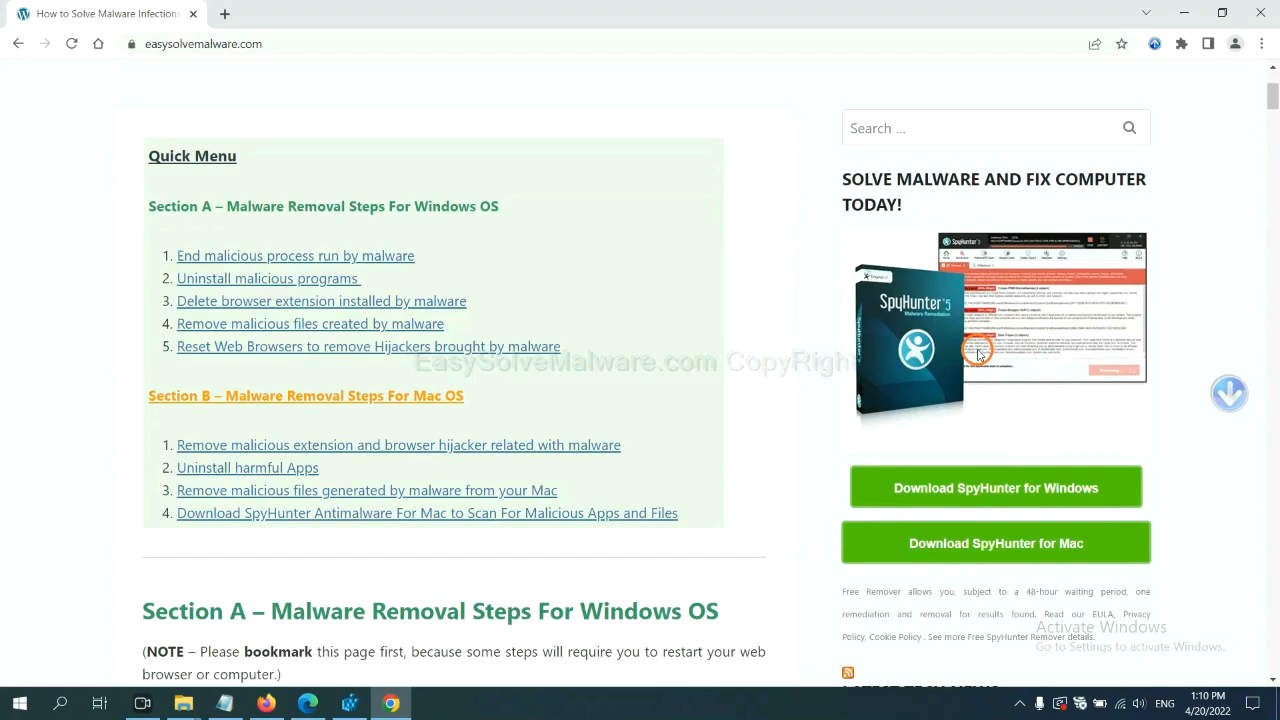 How to Solve Malware Infections
easysolvemalware.com
Search ...
Quick Menu
SOLVE MALWARE AND FIX COMPUTER
TODAY!
Section A – Malware Removal Steps For Windows OS
1. End malicious process run by malware
2. Uninstall malicious programs
3. Delete browser extension installed by malware
4. Remove malicious files created by malware
5. Reset Web Browser to remove Hijackers brought by malware
SpyHunter 5
Malware Remediation
Section B – Malware Removal Steps For Mac OS
1. Remove malicious extension and browser hijacker related with malware
2. Uninstall harmful Apps
3. Remove malicious files generated by malware from your Mac
4. Download SpyHunter Antimalware For Mac to Scan For Malicious Apps and Files
Download SpyHunter for Windows
Download SpyHunter for Mac
Free Remover allows you, subject to a 48-hour waiting period, one
remediation and removal for results found. Read our EULA, Privacy
Policy, Cookie Policy . See more Free SpyHunter Remover details.
Section A – Malware Removal Steps For Windows OS
(NOTE – Please bookmark this page first, because some steps will require you to restart your web
browser or computer.)
Activate Windows
Go to Settings to activate Windows.
LATEST TECH NEWS
ENG
1:10 PM
4/20/2022